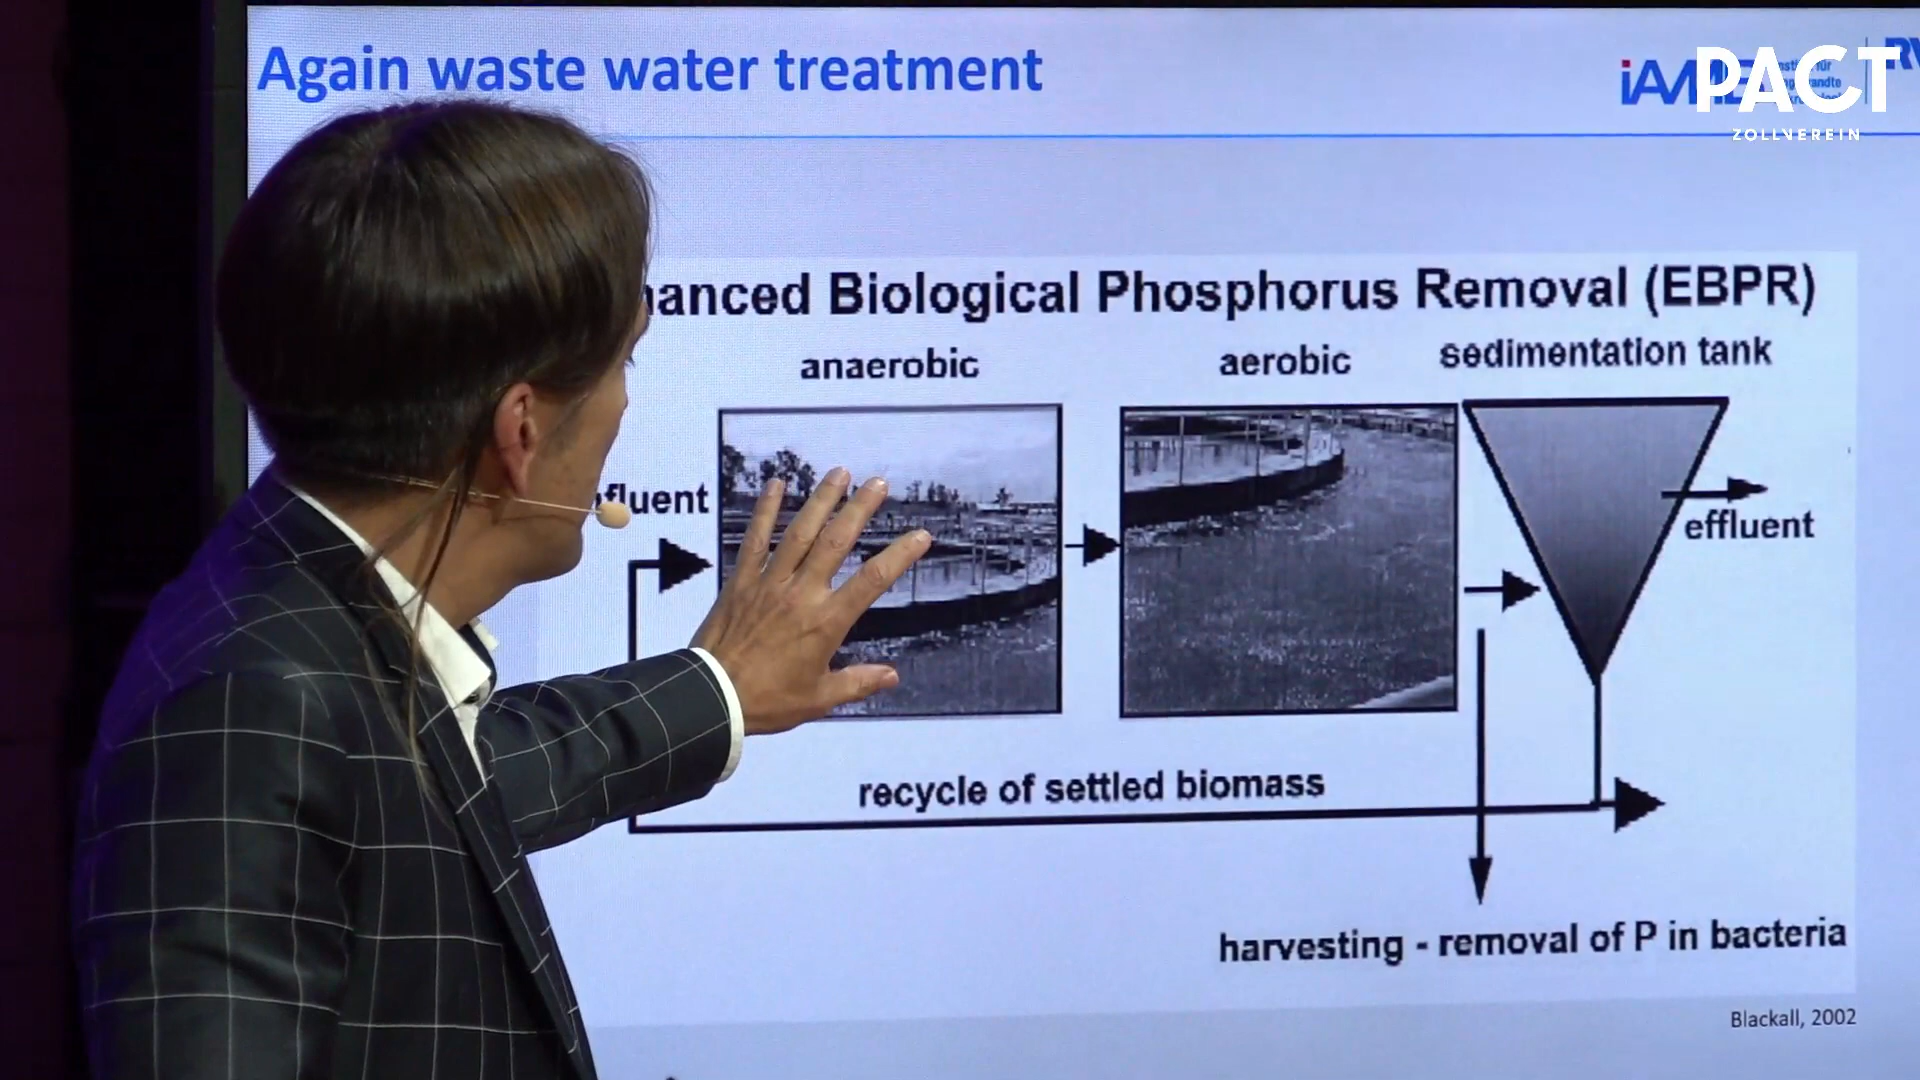 Again waste water treatment
PACT
ZOLLVEREIN
hanced Biological Phosphorus Removal (EBPR)
anaerobic
aerobic
sedimentation tank
fluent
effluent
recycle of settled biomass
harvesting - removal of P in bacteria
Blackall, 2002